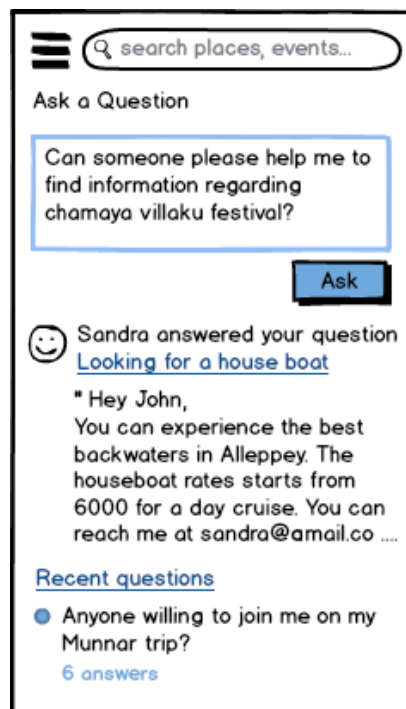 search places, events...
Ask a Question
Can someone please help me to
find information regarding
chamaya villaku festival?
Ask
Sandra answered your question
Looking for a house boat
" Hey John,
You can experience the best
backwaters in Alleppey. The
houseboat rates starts from
6000 for a day cruise. You can
reach me at sandra@amail.co ....
Recent questions
Anyone willing to join me on my
Munnar trip?
6 answers